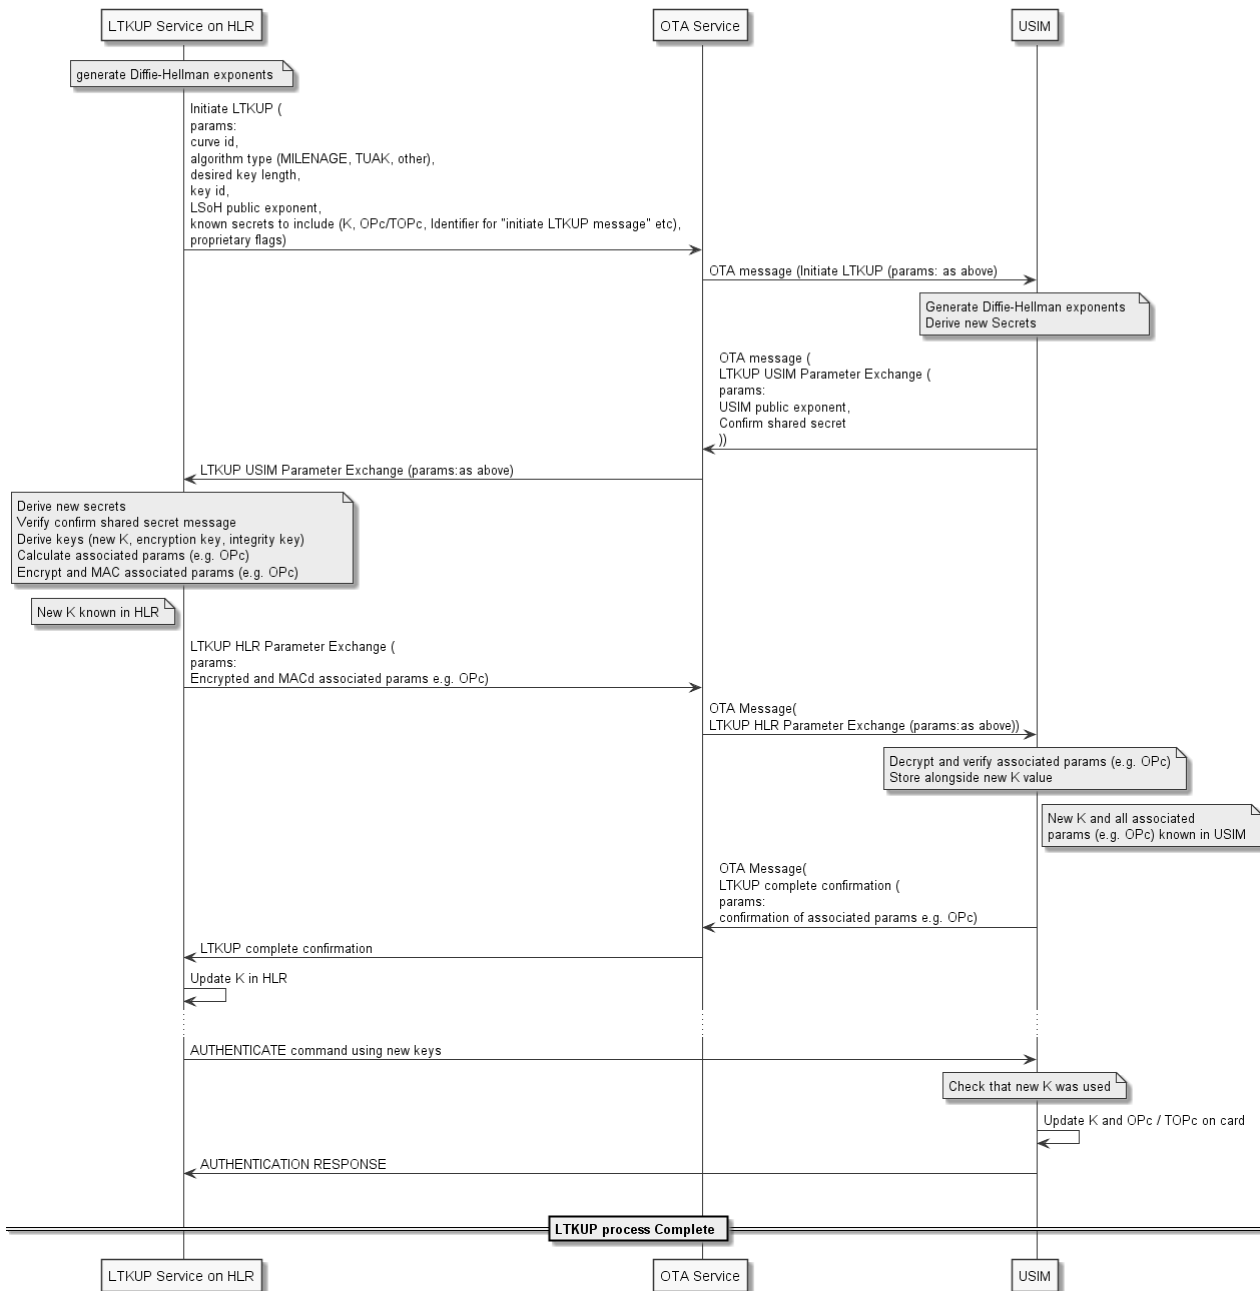 LTKUP Service on HLR
OTA Service
USIM
generate Diffie-Hellman exponents
Initiate LTKUP (
params:
curve id,
algorithm type (MILENAGE, TUAK, other),
desired key length,
key id,
LSoH public exponent,
known secrets to include (K, OPc/TOPc, Identifier for "initiate LTKUP message" etc),
proprietary flags)
OTA message (Initiate LTKUP (params: as above)
Generate Diffie-Hellman exponents
Derive new Secrets
OTA message (
LTKUP USIM Parameter Exchange (
params:
USIM public exponent,
Confirm shared secret
))
LTKUP USIM Parameter Exchange (params:as above)
Derive new secrets
Verify confirm shared secret message
Derive keys (new K, encryption key, integrity key)
Calculate associated params (e.g. OPc)
Encrypt and MAC associated params (e.g. OPc)
New K known in HLR
LTKUP HLR Parameter Exchange (
params:
Encrypted and MACd associated params e.g. OPc)
OTA Message(
LTKUP HLR Parameter Exchange (params:as above))
Decrypt and verify associated params (e.g. OPc)
Store alongside new K value
New K and all associated
params (e.g. OPc) known in USIM
OTA Message(
LTKUP complete confirmation (
params:
confirmation of associated params e.g. OPc)
LTKUP complete confirmation
Update K in HLR
AUTHENTICATE command using new keys
Check that new K was used
Update K and OPc / TOPc on card
AUTHENTICATION RESPONSE
LTKUP process Complete
LTKUP Service on HLR
OTA Service
USIM